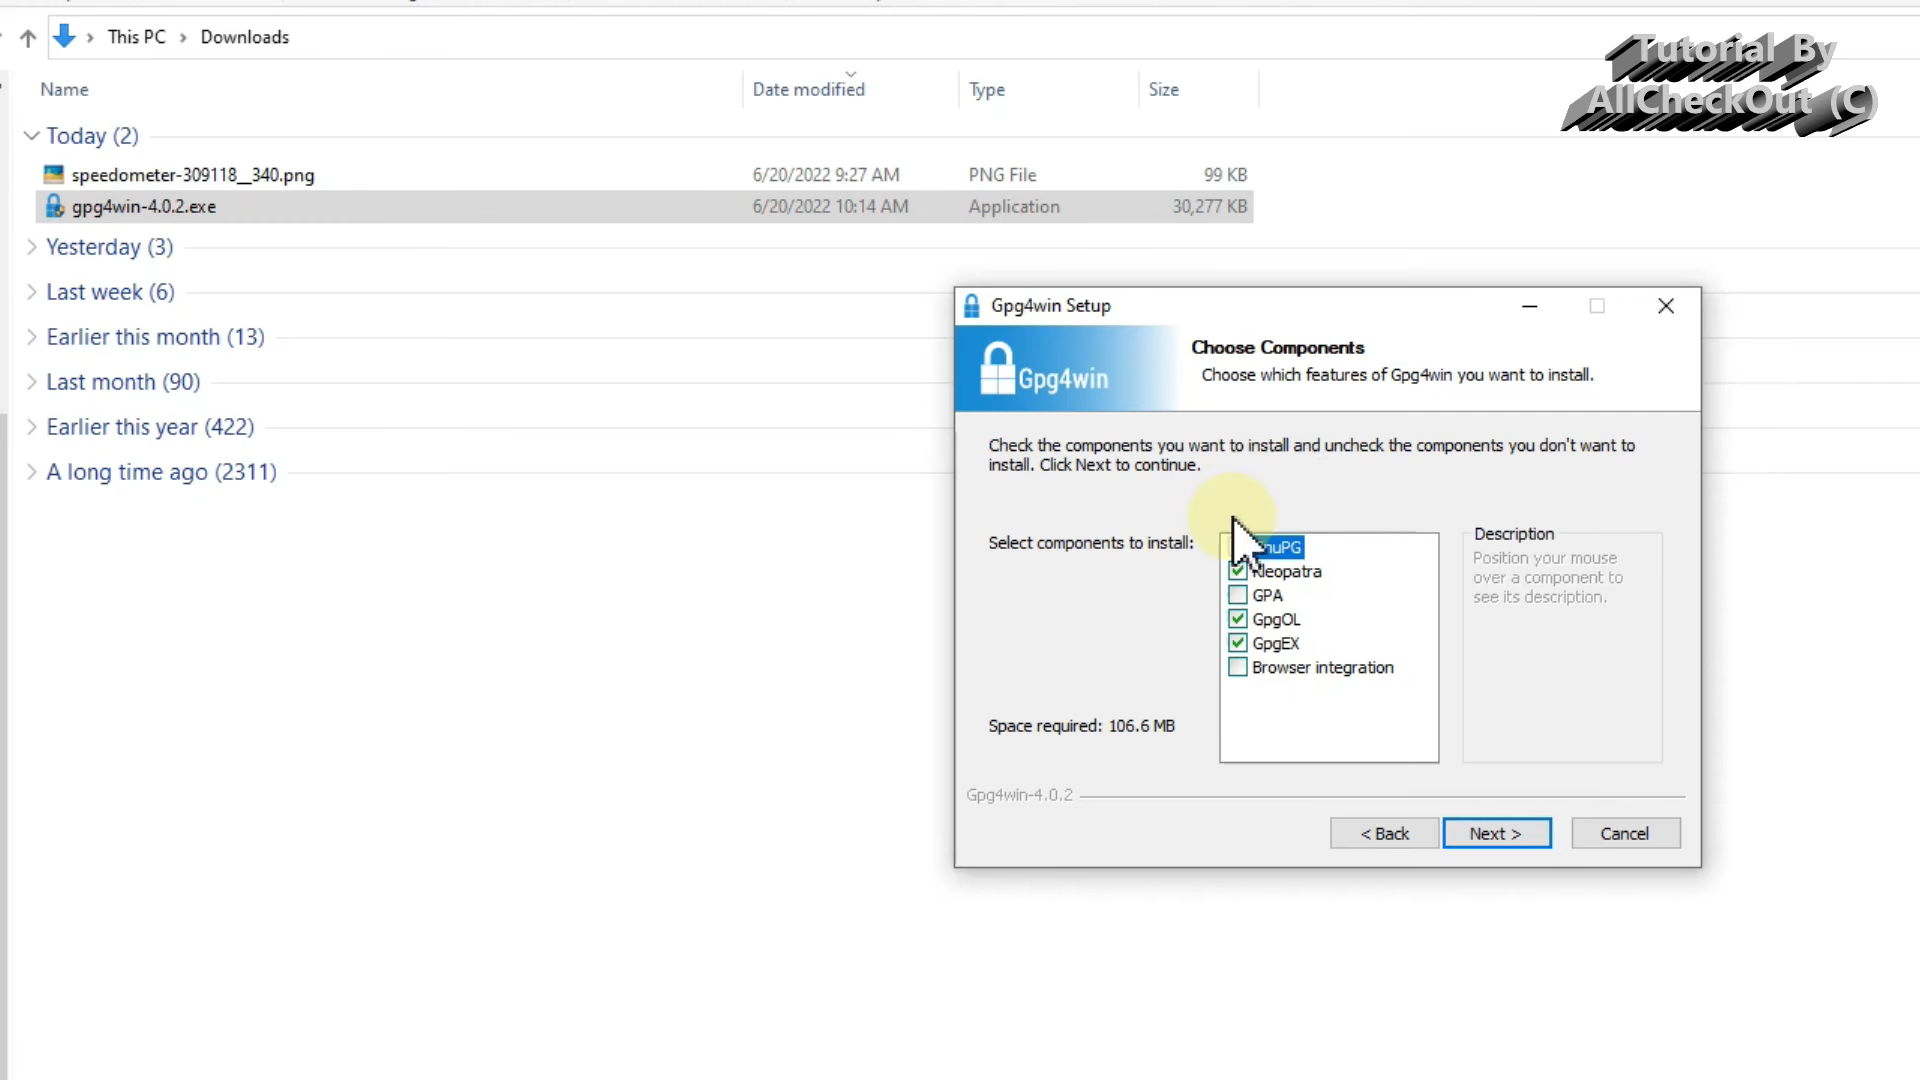 This PC > Downloads
Tutorial By
AllCheckOut (C)
Name Date modified Type Size
Today (2)
speedometer-309118__340.png 6/20/2022 9:27 AM PNG File 99 KB
gpg4win-4.0.2.exe 6/20/2022 10:14 AM Application 30,277 KB
Yesterday (3)
Last week (6)
Earlier this month (13)
Last month (90)
Earlier this year (422)
A long time ago (2311)
Gpg4win Setup
Gpg4win
Choose Components
Choose which features of Gpg4win you want to install.
Check the components you want to install and uncheck the components you don't want to
install. Click Next to continue.
Select components to install:
nuPG
Kleopatra
GPA
GpgOL
GpgEX
Browser integration
Description
Position your mouse
over a component to
see its description.
Space required: 106.6 MB
Gpg4win-4.0.2
< Back
Next >
Cancel